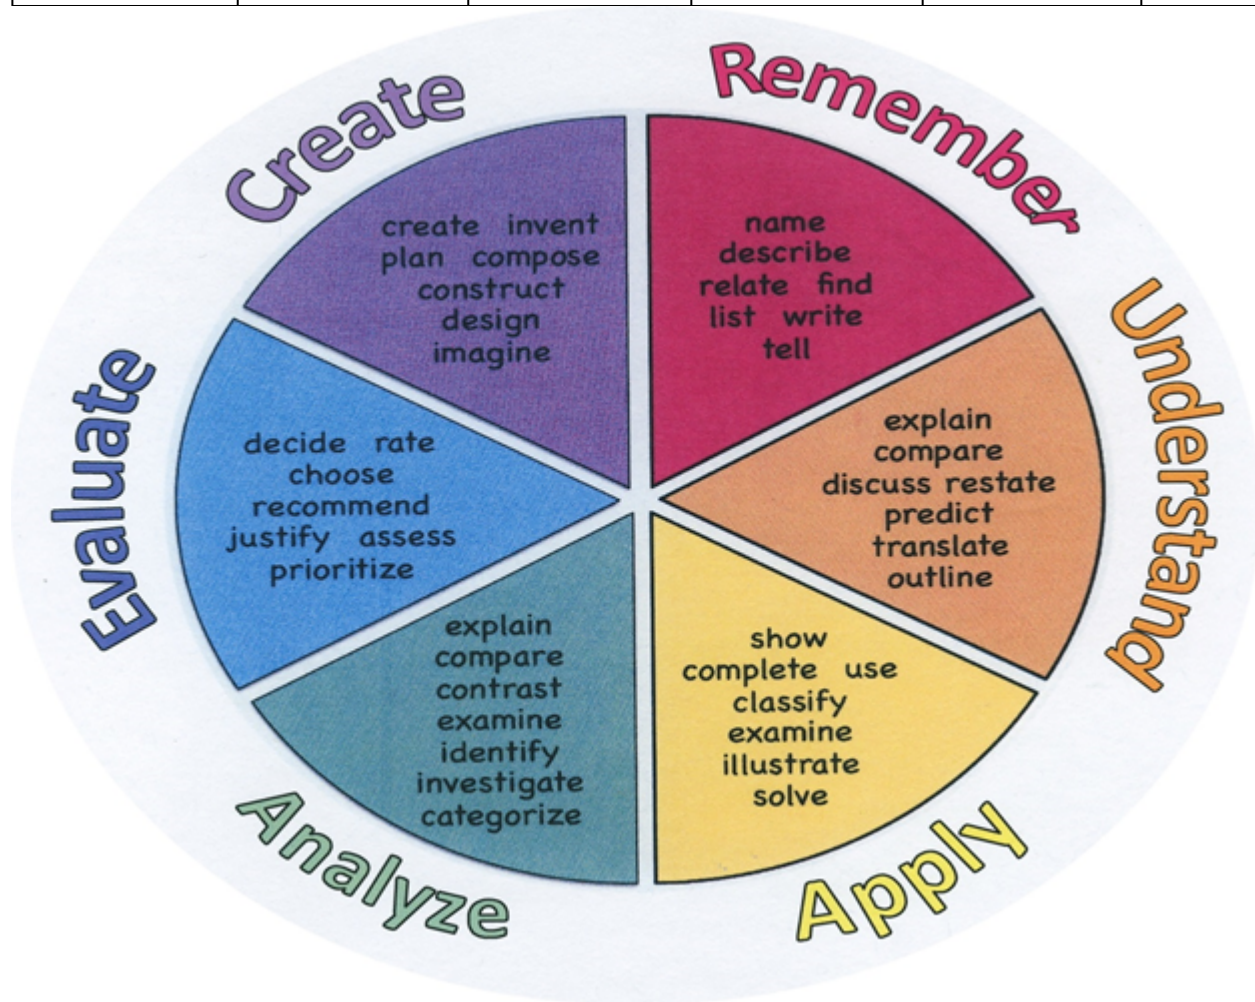 Remember
name
describe
relate find
list write
tell
Understand
explain
compare
discuss restate
predict
translate
outline
Apply
show
complete use
classify
examine
illustrate
solve
Analyze
explain
compare
contrast
examine
identify
investigate
categorize
Evaluate
decide rate
choose
recommend
justify assess
prioritize
Create
create invent
plan compose
construct
design
imagine